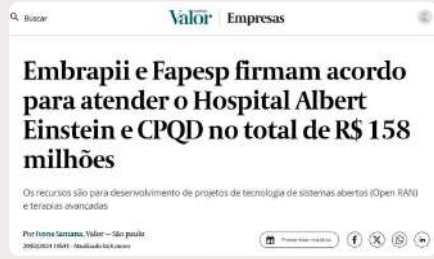 Buscar
Valor Empresas
Embrapii e Fapesp firmam acordo
para atender o Hospital Albert
Einstein e CPQD no total de R$ 158
milhões
Os recursos são para desenvolvimento de projetos de tecnologia de sistemas abertos (Open RAN)
e terapias avançadas
Por Ivone Santana, Valor — São paulo